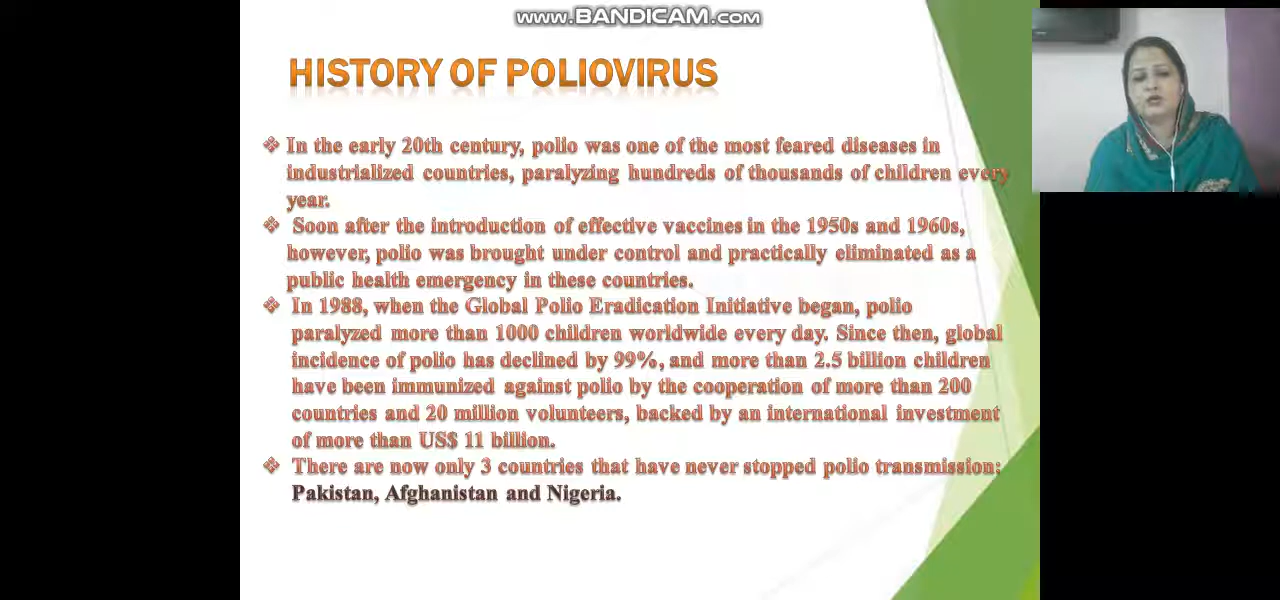 www.BANDICAM.com
HISTORY OF POLIOVIRUS
❖ In the early 20th century, polio was one of the most feared diseases in
industrialized countries, paralyzing hundreds of thousands of children every
year.
❖ Soon after the introduction of effective vaccines in the 1950s and 1960s,
however, polio was brought under control and practically eliminated as a
public health emergency in these countries.
❖ In 1988, when the Global Polio Eradication Initiative began, polio
paralyzed more than 1000 children worldwide every day. Since then, global
incidence of polio has declined by 99%, and more than 2.5 billion children
have been immunized against polio by the cooperation of more than 200
countries and 20 million volunteers, backed by an international investment
of more than US$ 11 billion.
❖ There are now only 3 countries that have never stopped polio transmission:
Pakistan, Afghanistan and Nigeria.